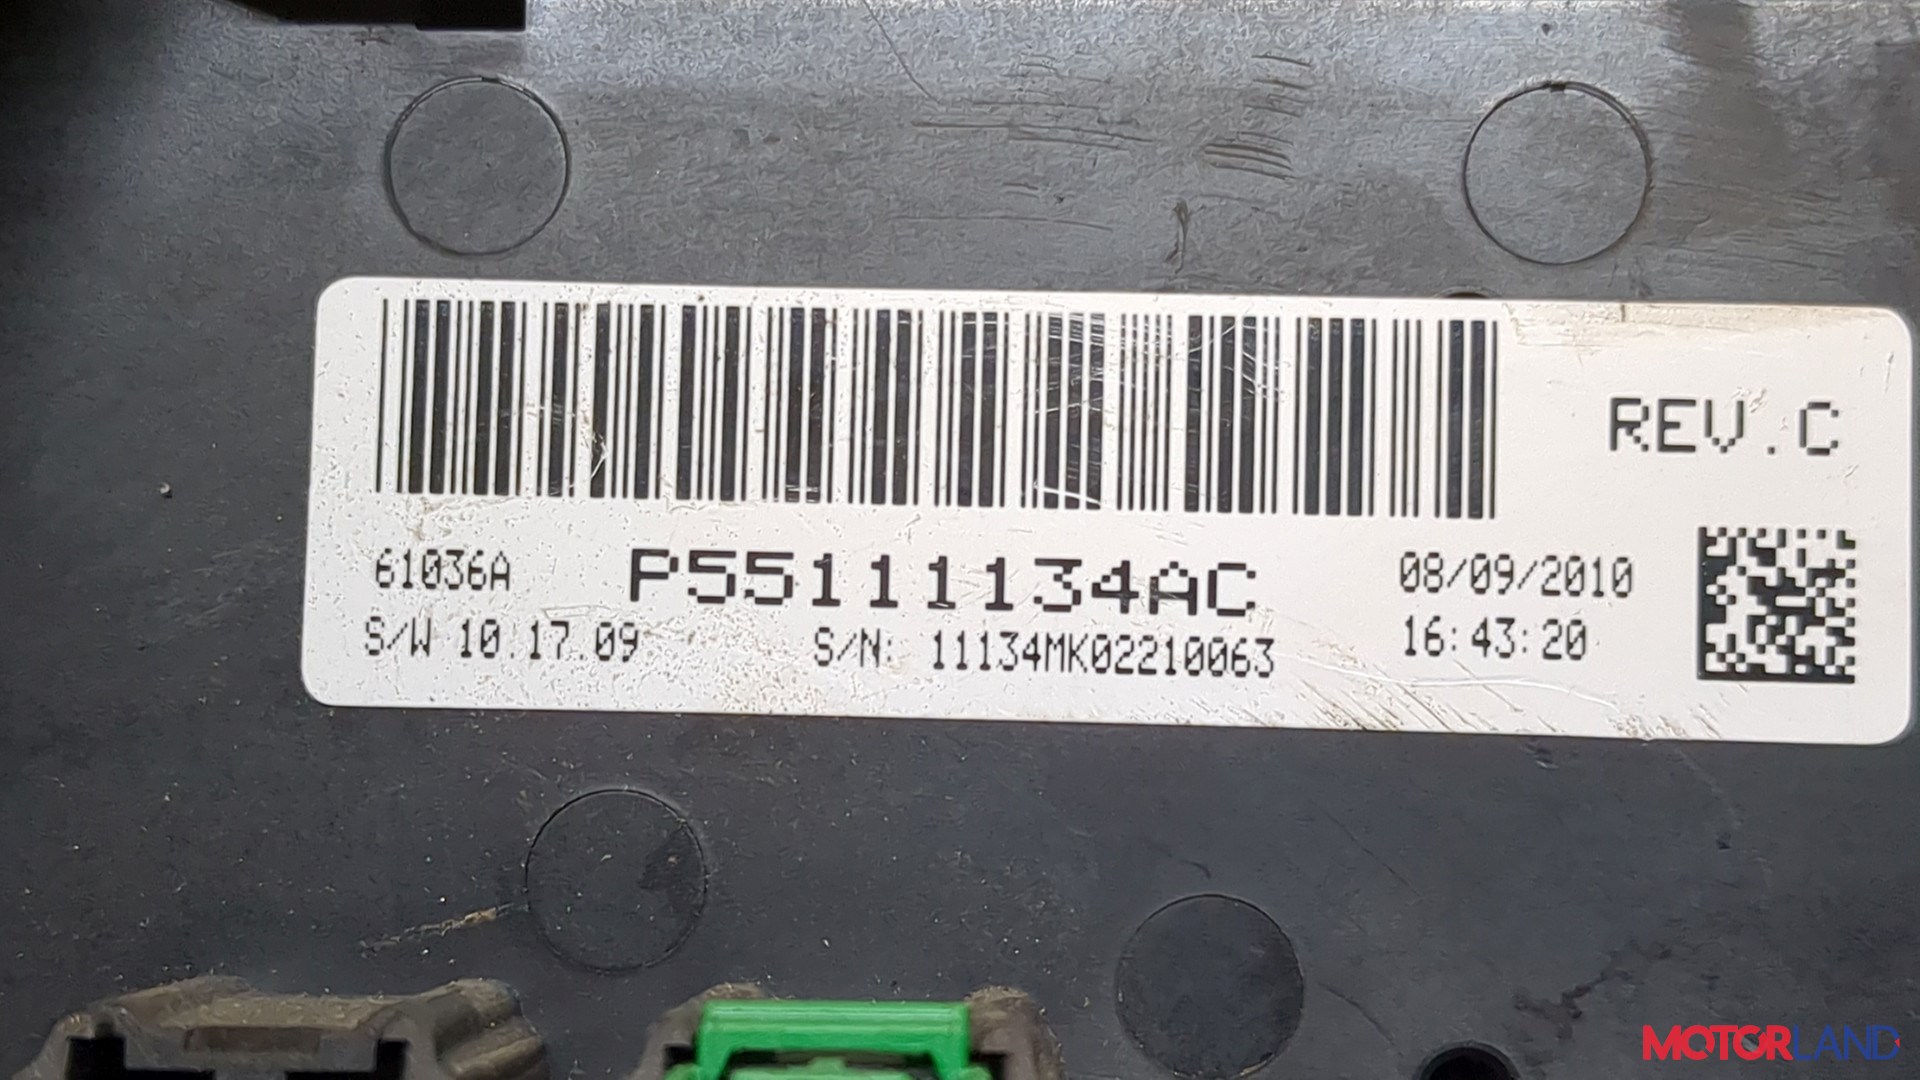 REV.C
61036A P55111134AC 08/09/2010
S/W 10.17.09 S/N: 11134MK02210063 16:43:20
MOTORLAND